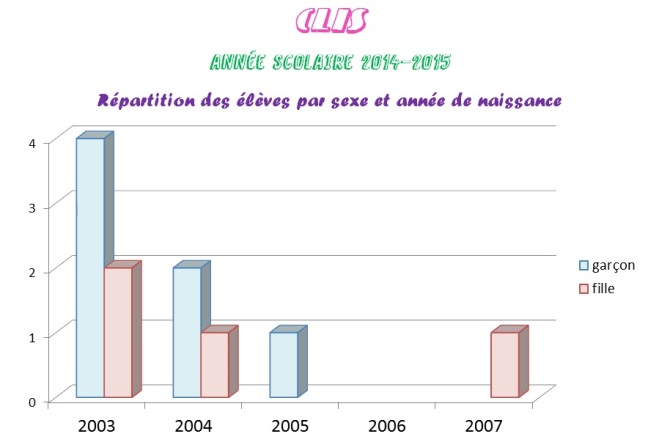 CLIS
ANNÉE SCOLAIRE 2014-2015
Répartition des élèves par sexe et année de naissance
4
3
2
1
0
2003 2004 2005 2006 2007
garçon
fille